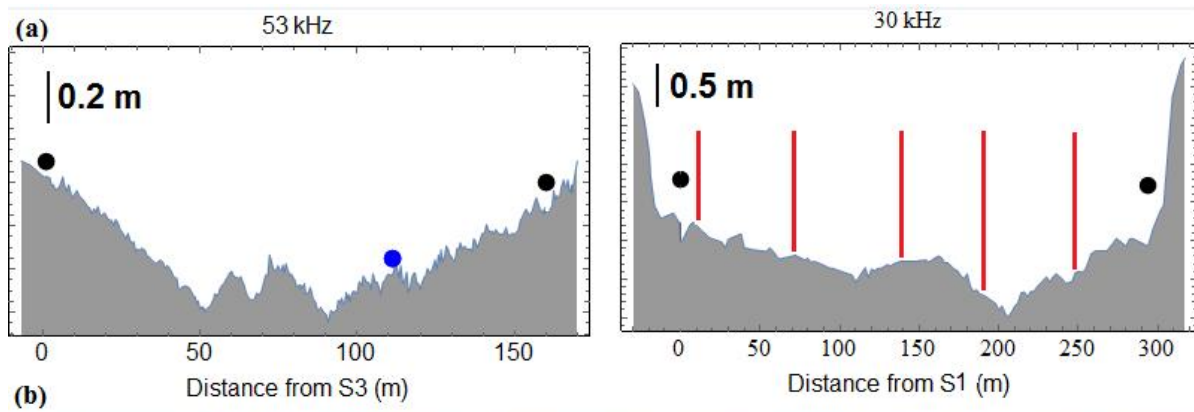 (a)
53 kHz
30 kHz
0.2 m
0.5 m
0 50 100 150
0 50 100 150 200 250 300
Distance from S3 (m)
Distance from S1 (m)
(b)